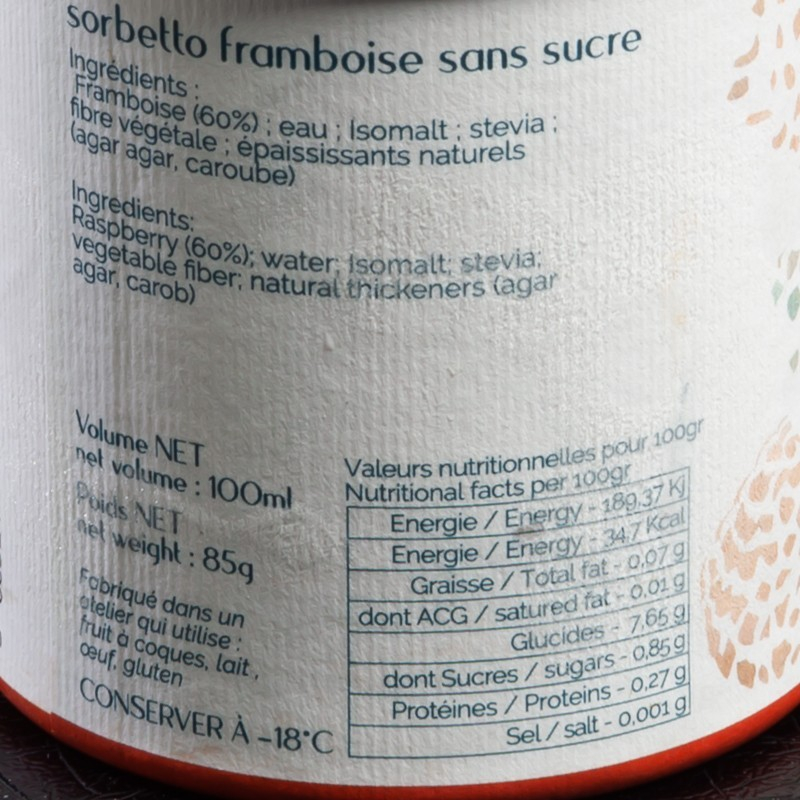 sorbetto framboise sans sucre
Ingrédients :
Framboise (60%) ; eau ; Isomalt ; stevia ;
fibre végétale ; épaississants naturels
(agar agar, caroube)
Ingredients:
Raspberry (60%); water; Isomalt; stevia;
vegetable fiber; natural thickeners (agar
agar, carob)
Volume NET
net volume : 100ml
Poids NET
net weight : 85g
Fabriqué dans un
atelier qui utilise :
fruit à coques, lait,
œuf, gluten
CONSERVER À -18°C
Valeurs nutritionnelles pour 100gr
Nutritional facts per 100gr
Energie / Energy - 189,37 Kj
Energie / Energy - 34,7 Kcal
Graisse / Total fat - 0,07 g
dont ACG / satured fat - 0,01 g
Glucides - 7,65 g
dont Sucres / sugars - 0,85 g
Protéines / Proteins - 0,27 g
Sel / salt - 0,001 g